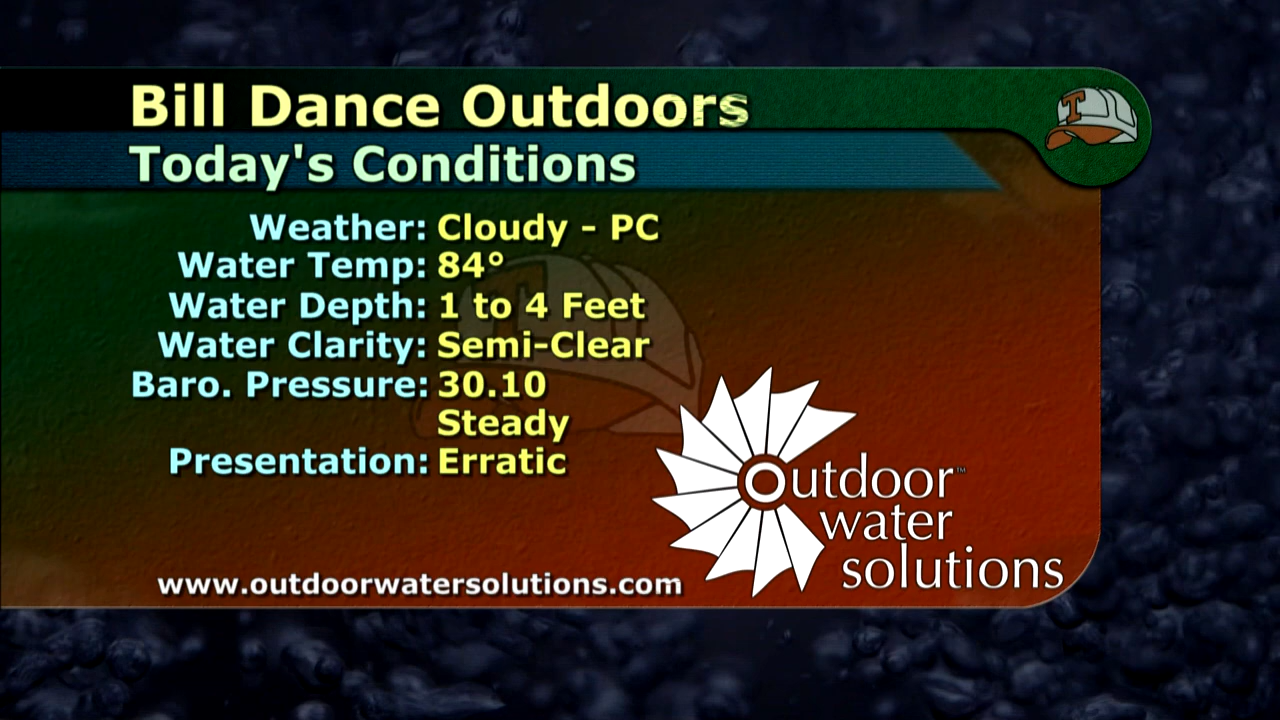 Bill Dance Outdoors
T
Today's Conditions
Weather: Cloudy - PC
Water Temp: 84°
Water Depth: 1 to 4 Feet
Water Clarity: Semi-Clear
Baro. Pressure: 30.10
Steady
Presentation: Erratic
Outdoor™
water
solutions
www.outdoorwatersolutions.com